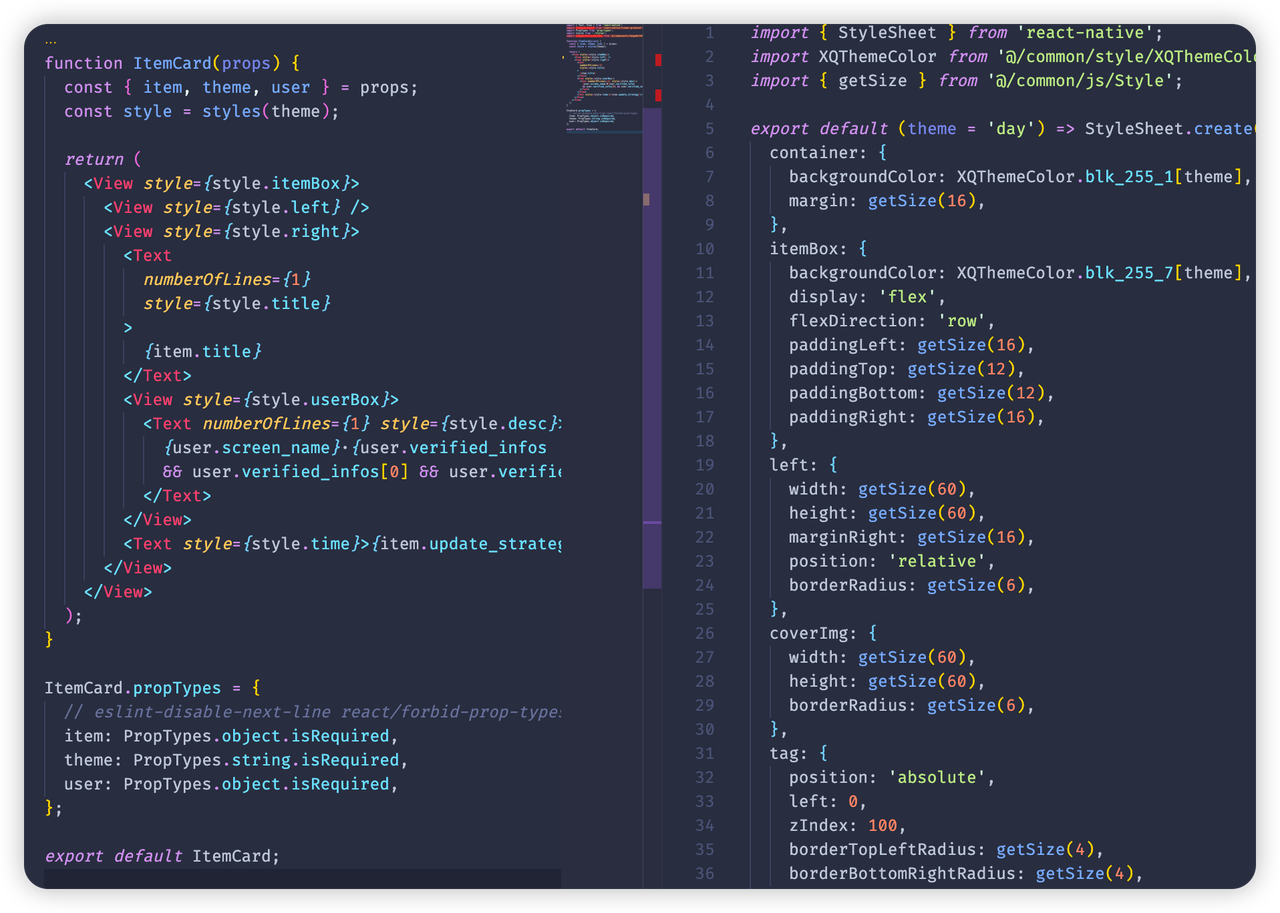 ...
function ItemCard(props) {
const { item, theme, user } = props;
const style = styles(theme);
return (
<View style={style.itemBox}>
<View style={style.left} />
<View style={style.right}>
<Text
numberOfLines={1}
style={style.title}
>
{item.title}
</Text>
<View style={style.userBox}>
<Text numberOfLines={1} style={style.desc}>
{user.screen_name}·{user.verified_infos
&& user.verified_infos[0] && user.verifie
</Text>
</View>
<Text style={style.time}>{item.update_strateg
</View>
</View>
);
}
ItemCard.propTypes = {
// eslint-disable-next-line react/forbid-prop-types
item: PropTypes.object.isRequired,
theme: PropTypes.string.isRequired,
user: PropTypes.object.isRequired,
};
export default ItemCard;
1 import { StyleSheet } from 'react-native';
2 import XQThemeColor from '@/common/style/XQThemeColo
3 import { getSize } from '@/common/js/Style';
4
5 export default (theme = 'day') => StyleSheet.create(
6 container: {
7 backgroundColor: XQThemeColor.blk_255_1[theme],
8 margin: getSize(16),
9 },
10 itemBox: {
11 backgroundColor: XQThemeColor.blk_255_7[theme],
12 display: 'flex',
13 flexDirection: 'row',
14 paddingLeft: getSize(16),
15 paddingTop: getSize(12),
16 paddingBottom: getSize(12),
17 paddingRight: getSize(16),
18 },
19 left: {
20 width: getSize(60),
21 height: getSize(60),
22 marginRight: getSize(16),
23 position: 'relative',
24 borderRadius: getSize(6),
25 },
26 coverImg: {
27 width: getSize(60),
28 height: getSize(60),
29 borderRadius: getSize(6),
30 },
31 tag: {
32 position: 'absolute',
33 left: 0,
34 zIndex: 100,
35 borderTopLeftRadius: getSize(4),
36 borderBottomRightRadius: getSize(4),